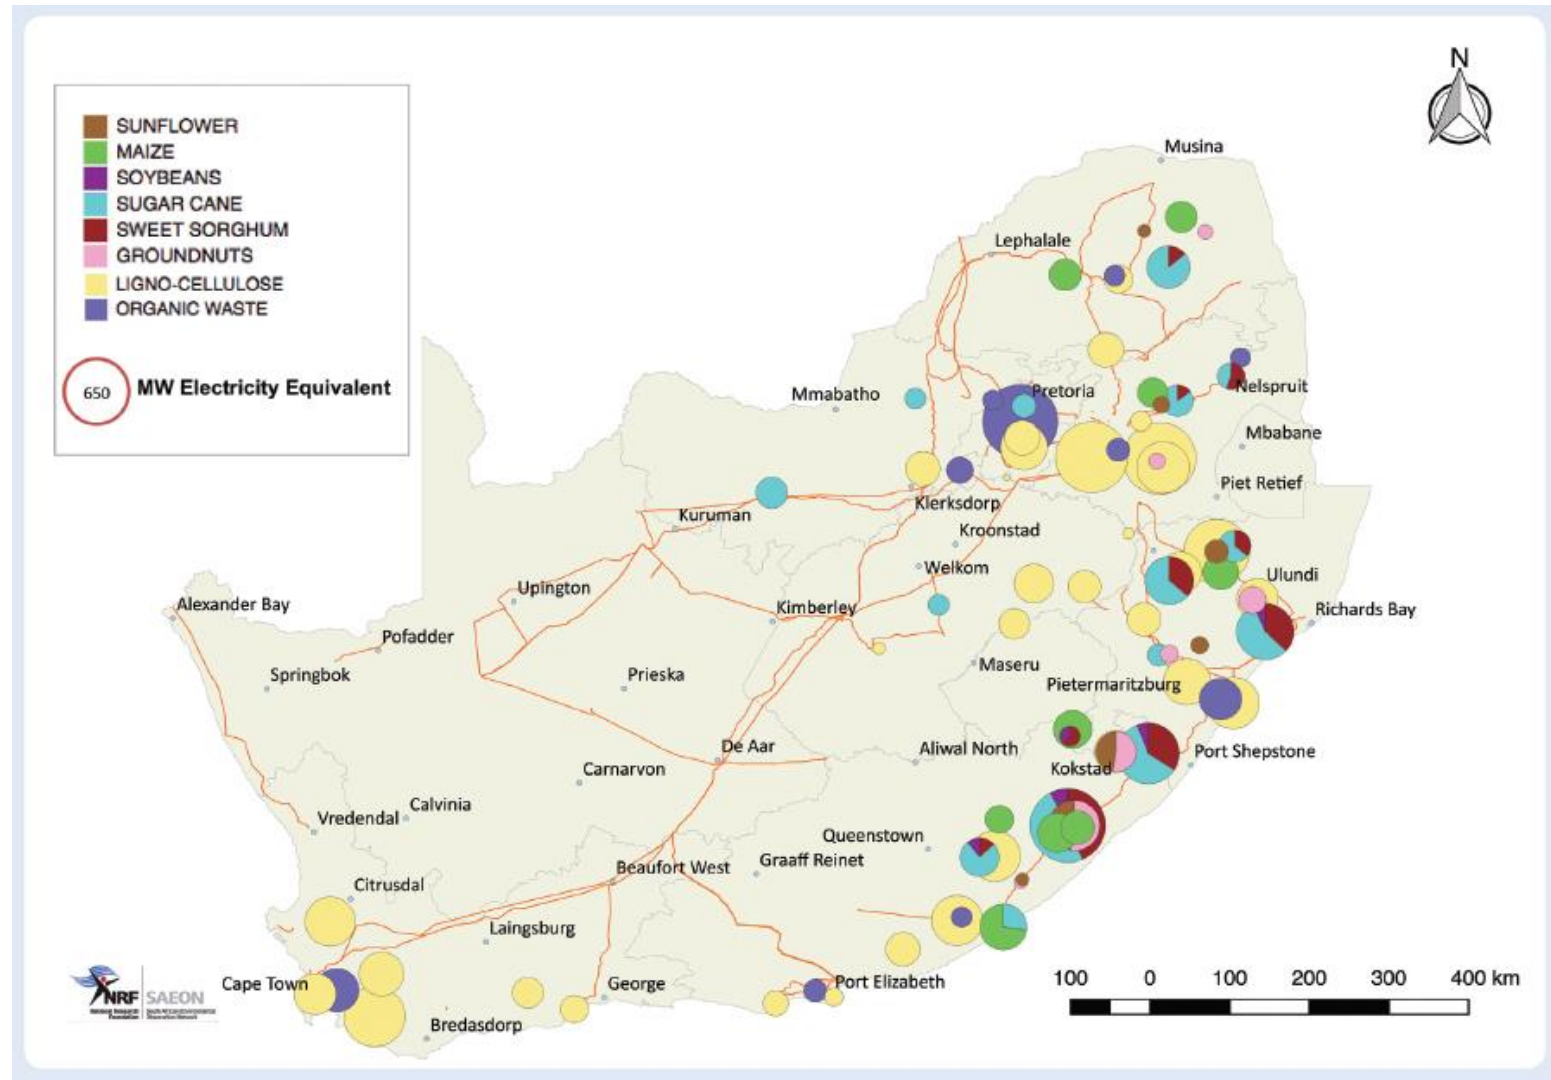 N
SUNFLOWER
MAIZE
SOYBEANS
SUGAR CANE
SWEET SORGHUM
GROUNDNUTS
LIGNO-CELLULOSE
ORGANIC WASTE
650 MW Electricity Equivalent
Musina
Lephalale
Mmabatho
Pretoria
Nelspruit
Mbabane
Piet Retief
Klerksdorp
Kuruman
Kroonstad
Welkom
Ulundi
Upington
Alexander Bay
Kimberley
Richards Bay
Pofadder
Springbok
Prieska
Maseru
Pietermaritzburg
De Aar
Aliwal North
Port Shepstone
Carnarvon
Kokstad
Calvinia
Vredendal
Queenstown
Graaff Reinet
Beaufort West
Citrusdal
Laingsburg
Cape Town
George
Port Elizabeth
Bredasdorp
100 0 100 200 300 400 km
NRF SAEON